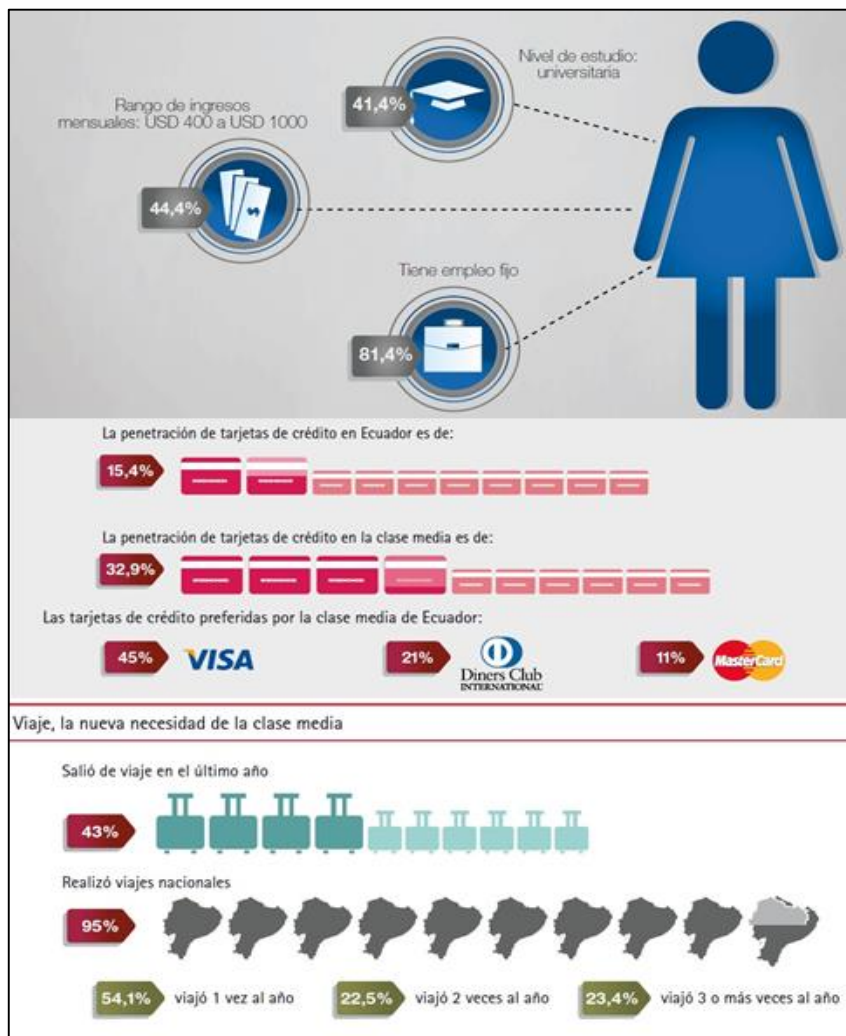 Nivel de estudio:
universitaria
41,4%
Rango de ingresos
mensuales: USD 400 a USD 1000
44,4%
$
Tiene empleo fijo
81,4%
La penetración de tarjetas de crédito en Ecuador es de:
15,4%
La penetración de tarjetas de crédito en la clase media es de:
32,9%
Las tarjetas de crédito preferidas por la clase media de Ecuador:
45% VISA
21% Diners Club
INTERNATIONAL
11% MasterCard
Viaje, la nueva necesidad de la clase media
Salió de viaje en el último año
43%
Realizó viajes nacionales
95%
54,1% viajó 1 vez al año
22,5% viajó 2 veces al año
23,4% viajó 3 o más veces al año